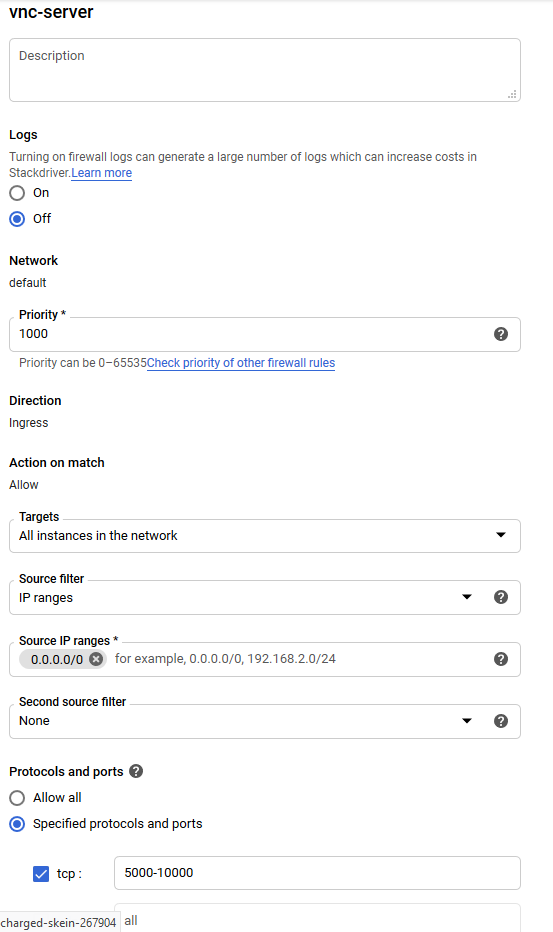 vnc-server
Description
Logs
Turning on firewall logs can generate a large number of logs which can increase costs in
Stackdriver.Learn more
On
Off
Network
default
Priority *
1000
Priority can be 0–65535Check priority of other firewall rules
Direction
Ingress
Action on match
Allow
Targets
All instances in the network
Source filter
IP ranges
Source IP ranges *
0.0.0.0/0 for example, 0.0.0.0/0, 192.168.2.0/24
Second source filter
None
Protocols and ports
Allow all
Specified protocols and ports
tcp : 5000-10000
charged-skein-267904 all